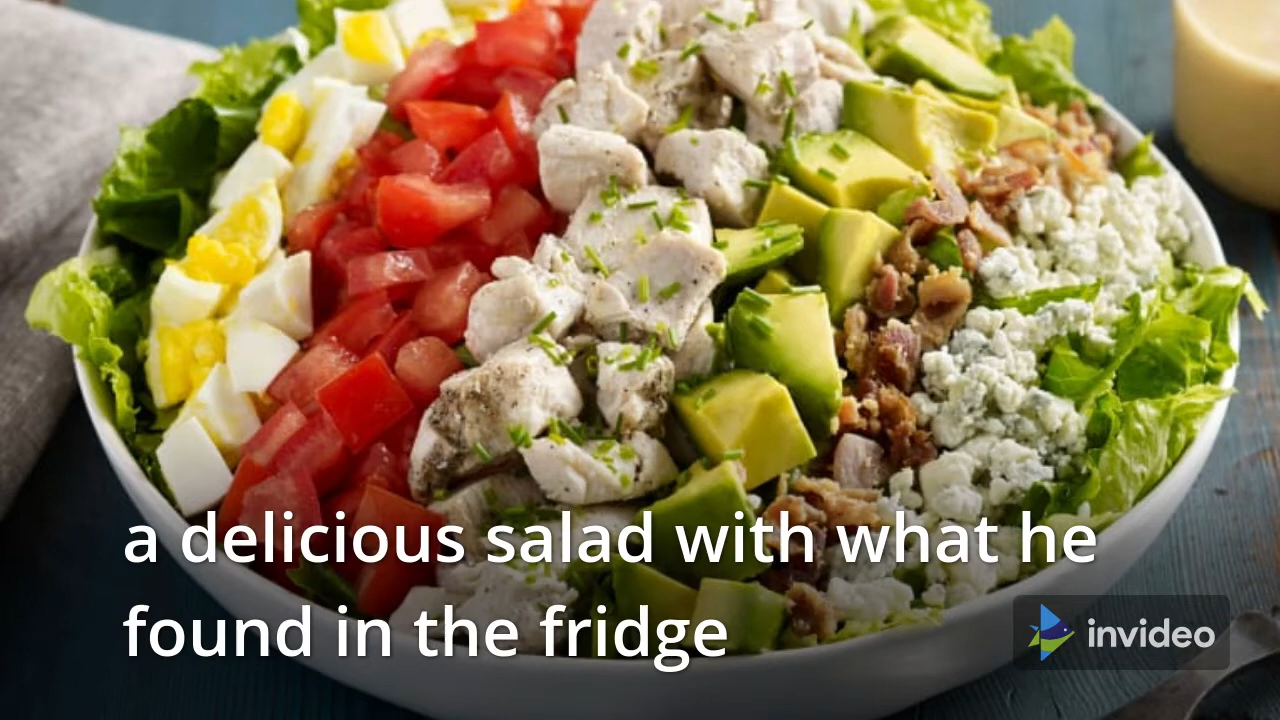 a delicious salad with what he
found in the fridge
invideo